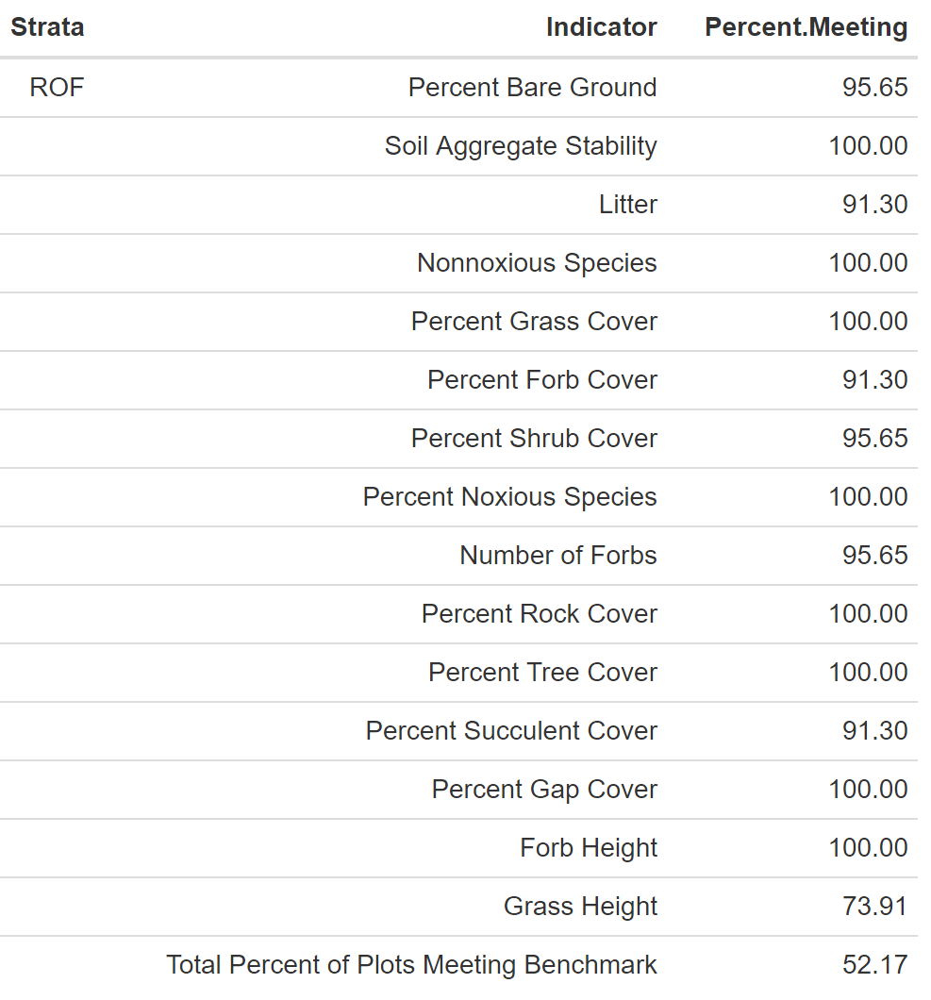 Strata Indicator Percent.Meeting
ROF Percent Bare Ground 95.65
Soil Aggregate Stability 100.00
Litter 91.30
Nonnoxious Species 100.00
Percent Grass Cover 100.00
Percent Forb Cover 91.30
Percent Shrub Cover 95.65
Percent Noxious Species 100.00
Number of Forbs 95.65
Percent Rock Cover 100.00
Percent Tree Cover 100.00
Percent Succulent Cover 91.30
Percent Gap Cover 100.00
Forb Height 100.00
Grass Height 73.91
Total Percent of Plots Meeting Benchmark 52.17